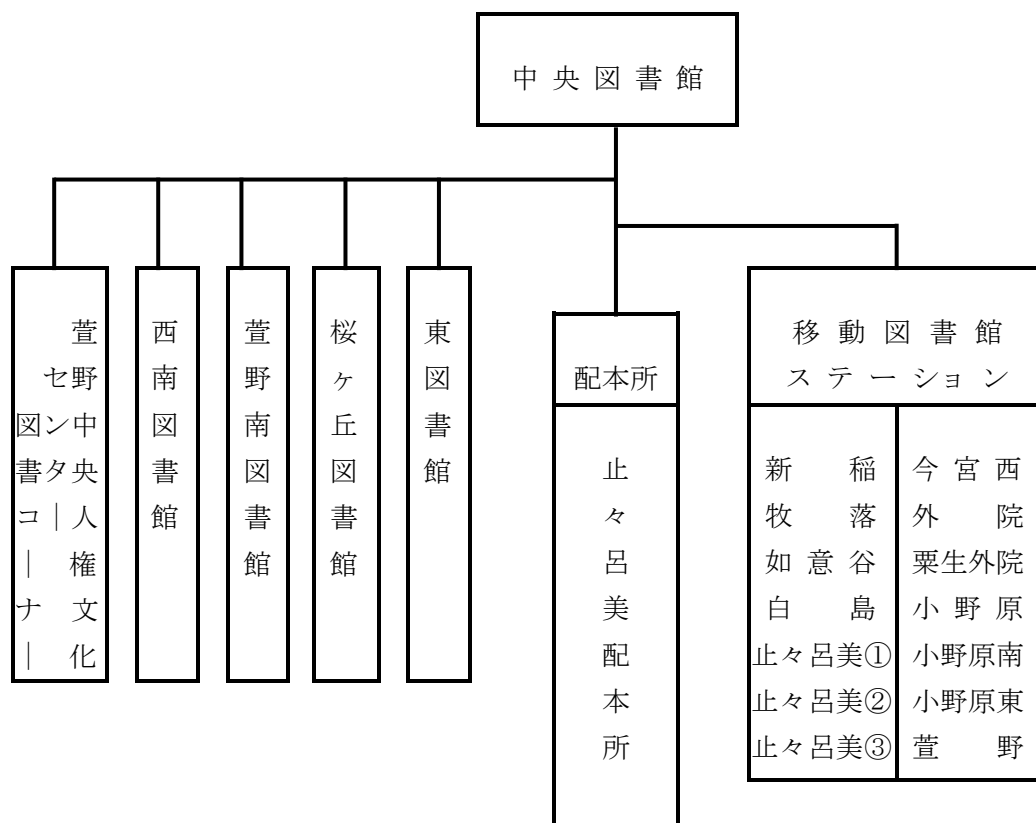 中央図書館
萱野中央人権文化
センター
図書コーナー
西南図書館
萱野南図書館
桜ヶ丘図書館
東図書館
配本所
止々呂美配本所
移動図書館
ステーション
新稲
牧落
如意谷
白島
止々呂美①
止々呂美②
止々呂美③
今宮西
外院
粟生外院
小野原
小野原南
小野原東
萱野